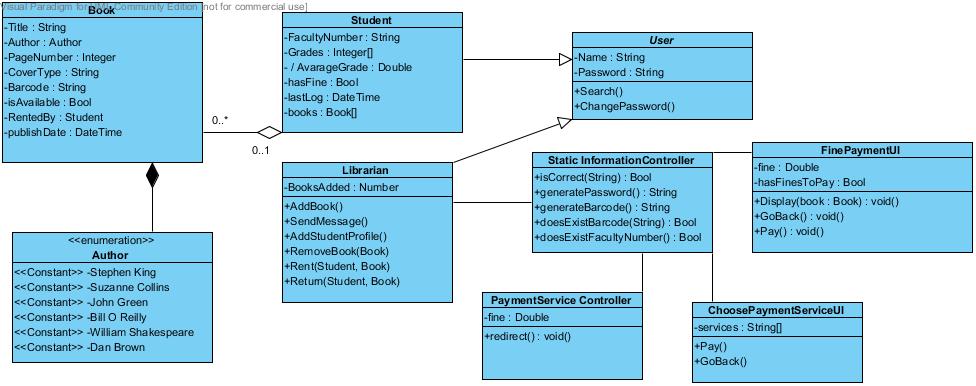 Visual Paradigm for UML Community Edition [not for commercial use]
Book
-Title : String
-Author : Author
-PageNumber : Integer
-CoverType : String
-Barcode : String
-isAvailable : Bool
-RentedBy : Student
-publishDate : DateTime
Student
-FacultyNumber : String
-Grades : Integer[]
- / AvarageGrade : Double
-hasFine : Bool
-lastLog : DateTime
-books : Book[]
User
-Name : String
-Password : String
+Search()
+ChangePassword()
0..*
0..1
Librarian
-BooksAdded : Number
+AddBook()
+SendMessage()
+AddStudentProfile()
+RemoveBook(Book)
+Rent(Student, Book)
+Return(Student, Book)
Static InformationController
+isCorrect(String) : Bool
+generatePassword() : String
+generateBarcode() : String
+doesExistBarcode(String) : Bool
+doesExistFacultyNumber() : Bool
FinePaymentUI
-fine : Double
-hasFinesToPay : Bool
+Display(book : Book) : void()
+GoBack() : void()
+Pay() : void()
<<enumeration>>
Author
<<Constant>> -Stephen King
<<Constant>> -Suzanne Collins
<<Constant>> -John Green
<<Constant>> -Bill O Reilly
<<Constant>> -William Shakespeare
<<Constant>> -Dan Brown
PaymentService Controller
-fine : Double
+redirect() : void()
ChoosePaymentServiceUI
-services : String[]
+Pay()
+GoBack()